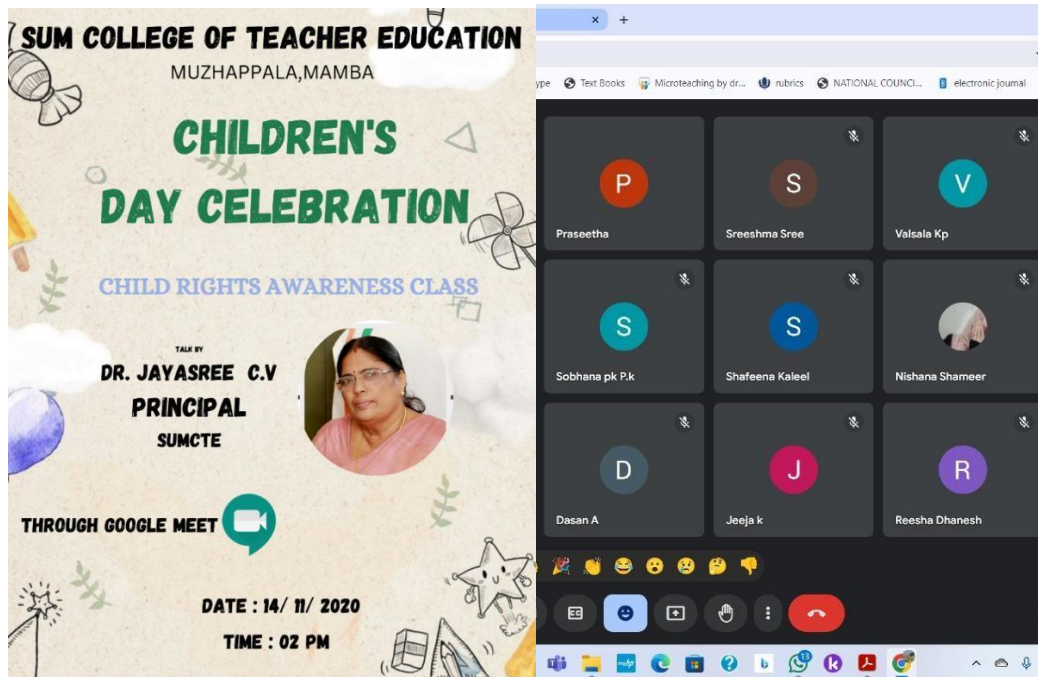 SUM COLLEGE OF TEACHER EDUCATION
MUZHAPPALA,MAMBA
CHILDREN'S
DAY CELEBRATION
CHILD RIGHTS AWARENESS CLASS
TALK BY
DR. JAYASREE C.V
PRINCIPAL
SUMCTE
THROUGH GOOGLE MEET
DATE : 14/ 11/ 2020
TIME : 02 PM
Text Books Microteaching by dr... rubrics NATIONAL COUNCI... electronic journal
P
Praseetha
S
Sreeshma Sree
V
Valsala Kp
S
Sobhana pk P.k
S
Shafeena Kaleel
Nishana Shameer
D
Dasan A
J
Jeeja k
R
Reesha Dhanesh
CC
13